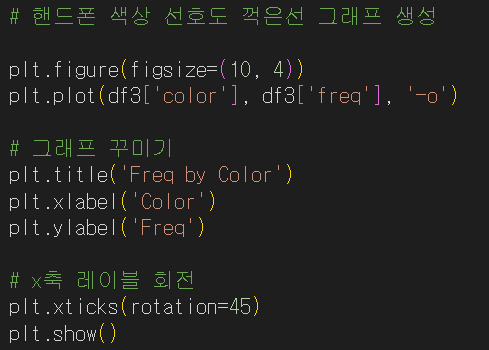 # 핸드폰 색상 선호도 꺾은선 그래프 생성
plt.figure(figsize=(10, 4))
plt.plot(df3['color'], df3['freq'], '-o')
# 그래프 꾸미기
plt.title('Freq by Color')
plt.xlabel('Color')
plt.ylabel('Freq')
# x축 레이블 회전
plt.xticks(rotation=45)
plt.show()